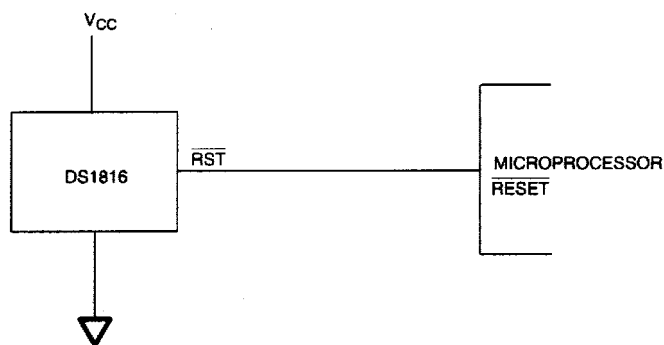 VCC
DS1816
RST
MICROPROCESSOR
RESET